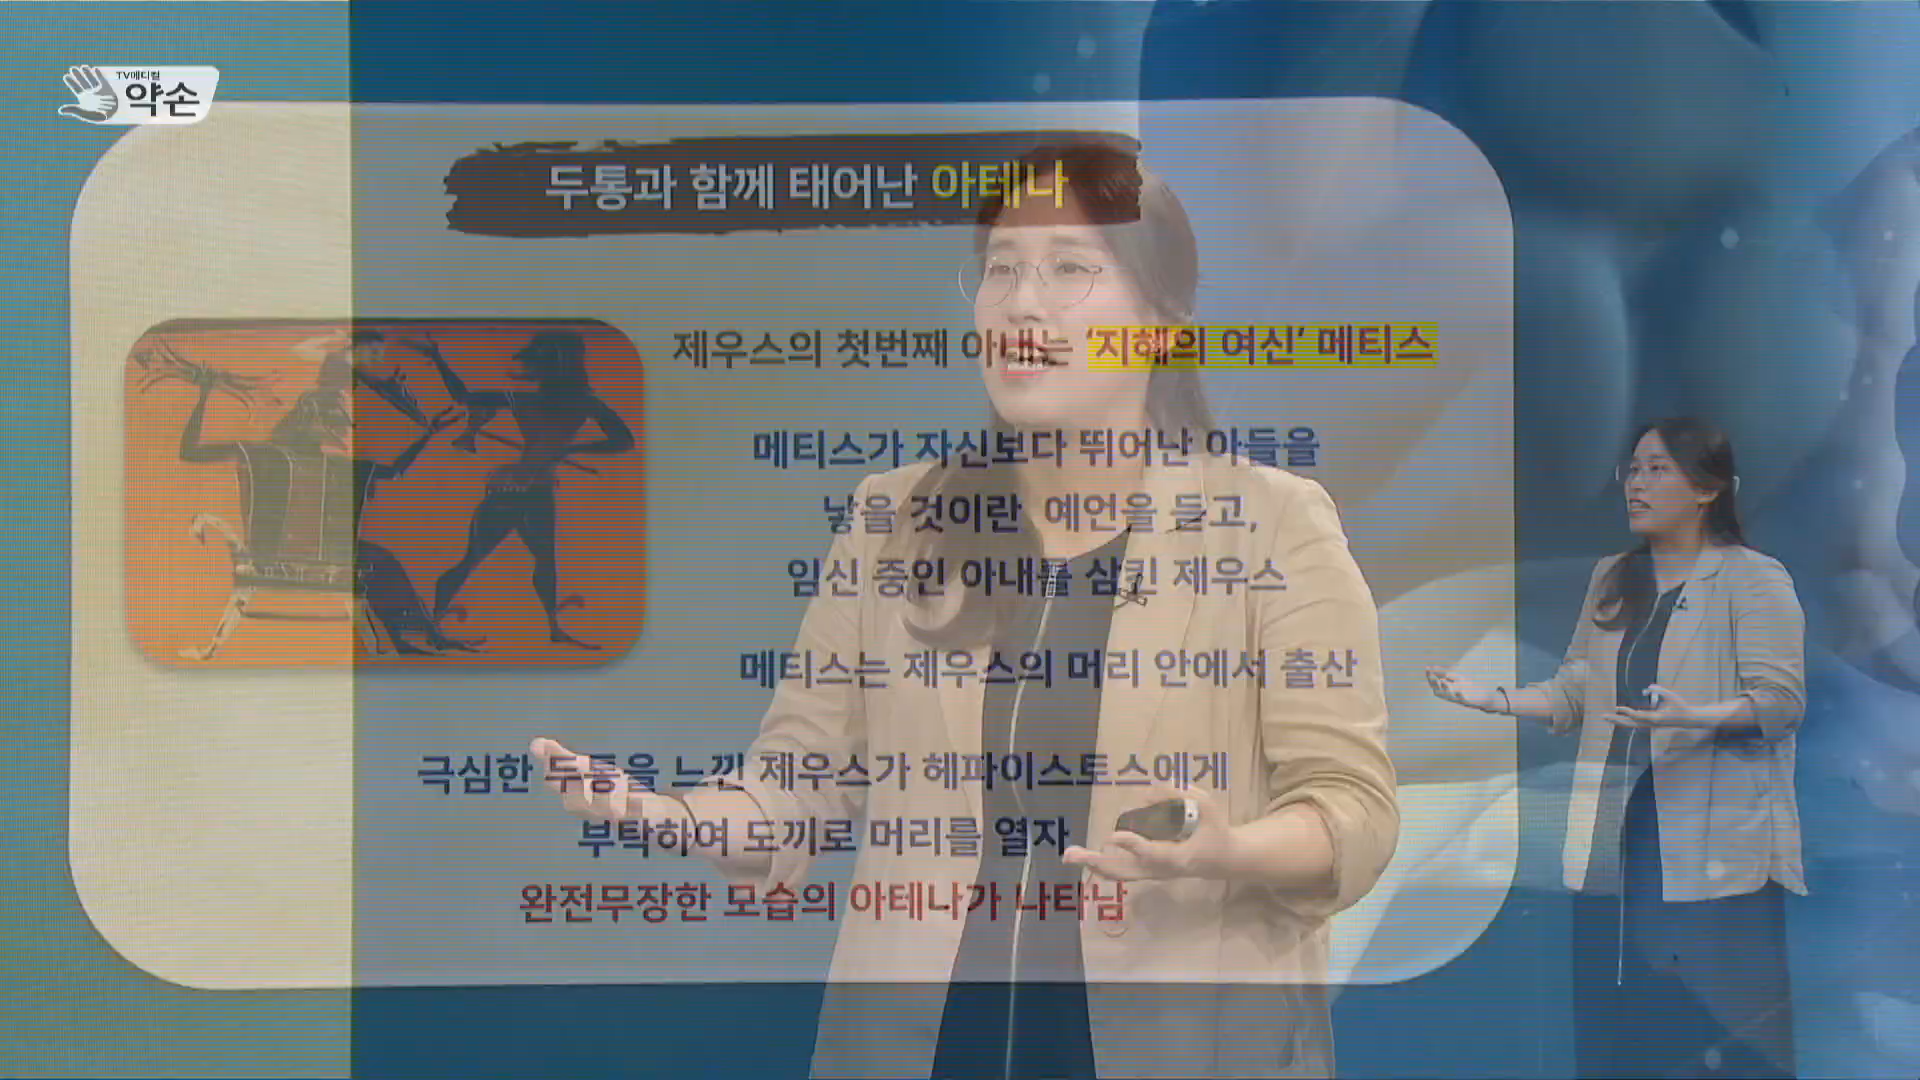 TV메디컬
약손
두통과 함께 태어난 아테나
제우스의 첫번째 아내는 ‘지혜의 여신’ 메티스
메티스가 자신보다 뛰어난 아들을
낳을 것이란 예언을 듣고,
임신 중인 아내를 삼킨 제우스
메티스는 제우스의 머리 안에서 출산
극심한 두통을 느낀 제우스가 헤파이스토스에게
부탁하여 도끼로 머리를 열자
완전무장한 모습의 아테나가 나타남